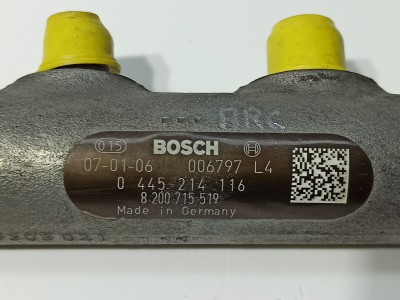 015 BOSCH
07-01-06 006797 L4
0 445 214 116
8 200 715 519
Made in Germany